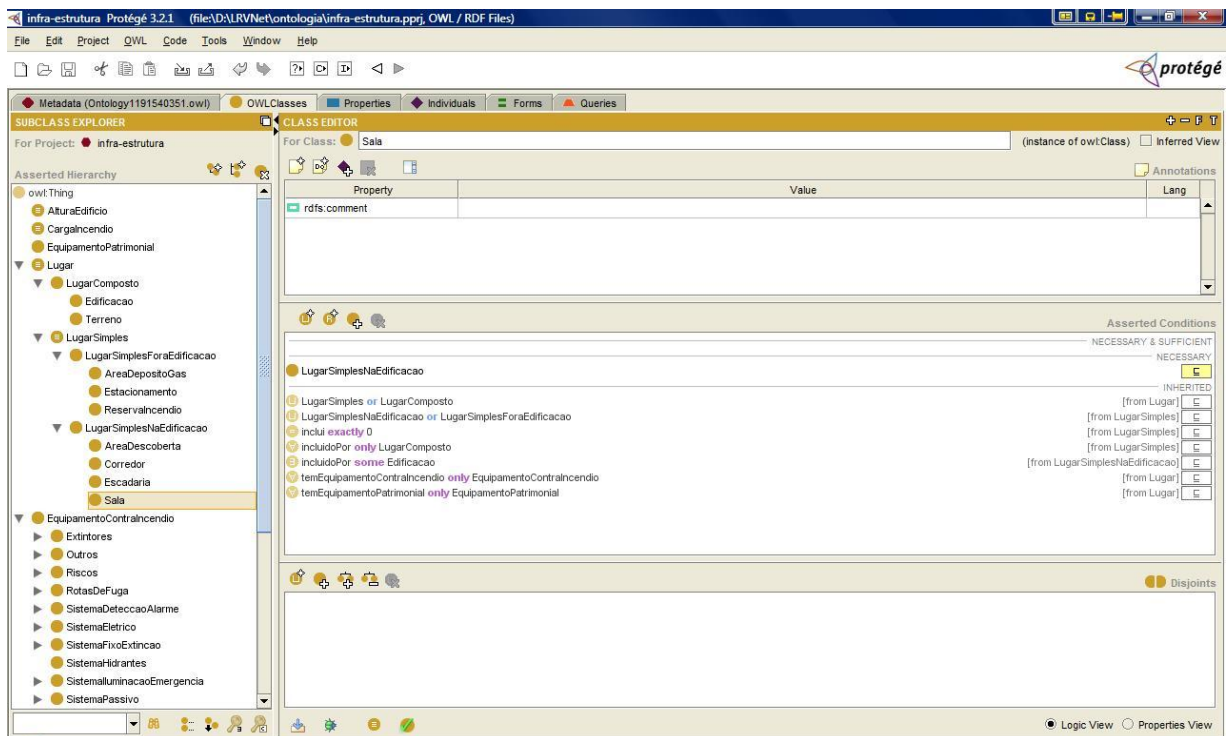 infra-estrutura Protégé 3.2.1 (file:\D:\LRVNet\ontologia\infra-estrutura.pprj, OWL / RDF Files)
File Edit Project OWL Code Tools Window Help
protégé
Metadata (Ontology1191540351.owl) OWLClasses Properties Individuals Forms Queries
SUBCLASS EXPLORER
For Project: infra-estrutura
Asserted Hierarchy
owl:Thing
AlturaEdificio
CargaIncendio
EquipamentoPatrimonial
Lugar
LugarComposto
Edificacao
Terreno
LugarSimples
LugarSimplesForaEdificacao
AreaDepositoGas
Estacionamento
ReservaIncendio
LugarSimplesNaEdificacao
AreaDescoberta
Corredor
Escadaria
Sala
EquipamentoContraIncendio
Extintores
Outros
Riscos
RotasDeFuga
SistemaDeteccaoAlarme
SistemaEletrico
SistemaFixoExtincao
SistemaHidrantes
SistemaIluminacaoEmergencia
SistemaPassivo
CLASS EDITOR
For Class: Sala (instance of owl:Class) Inferred View
Annotations
Property Value Lang
rdfs:comment
Asserted Conditions
NECESSARY & SUFFICIENT
NECESSARY
LugarSimplesNaEdificacao
INHERITED
LugarSimples or LugarComposto [from Lugar]
LugarSimplesNaEdificacao or LugarSimplesForaEdificacao [from LugarSimples]
inclui exactly 0 [from LugarSimples]
incluidoPor only LugarComposto [from LugarSimples]
incluidoPor some Edificacao [from LugarSimplesNaEdificacao]
temEquipamentoContraIncendio only EquipamentoContraIncendio [from Lugar]
temEquipamentoPatrimonial only EquipamentoPatrimonial [from Lugar]
Disjoints
Logic View Properties View